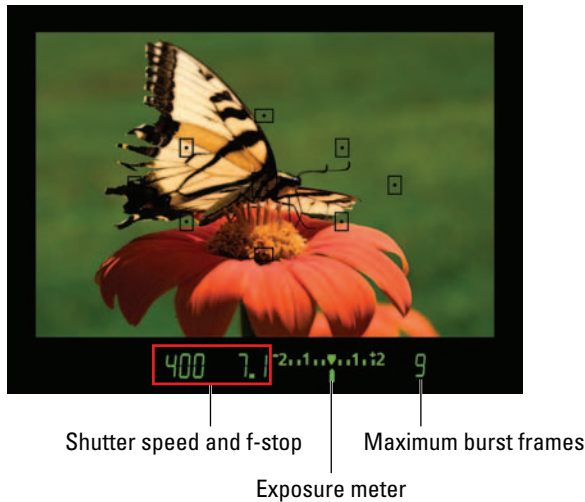 400 7.1 -2..1..▼..1.+2 9
Shutter speed and f-stop
Maximum burst frames
Exposure meter